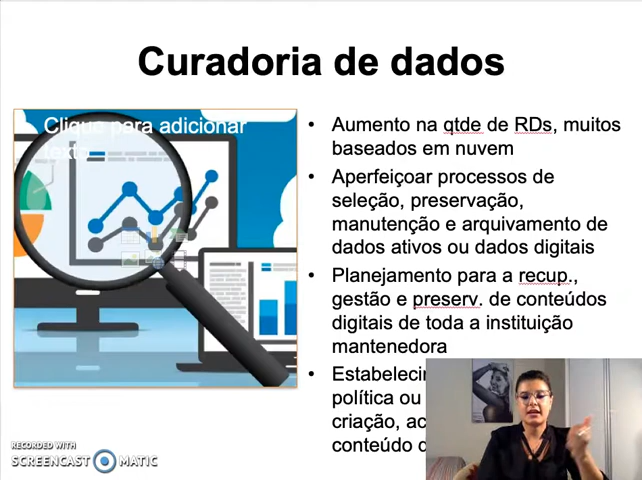 Curadoria de dados
Clique para adicionar
texto
• Aumento na qtde de RDs, muitos
baseados em nuvem
• Aperfeiçoar processos de
seleção, preservação,
manutenção e arquivamento de
dados ativos ou dados digitais
• Planejamento para a recup.,
gestão e preserv. de conteúdos
digitais de toda a instituição
mantenedora
• 
política ou
criação,
conteúdo
RECORDED WITH
SCREENCAST MATIC